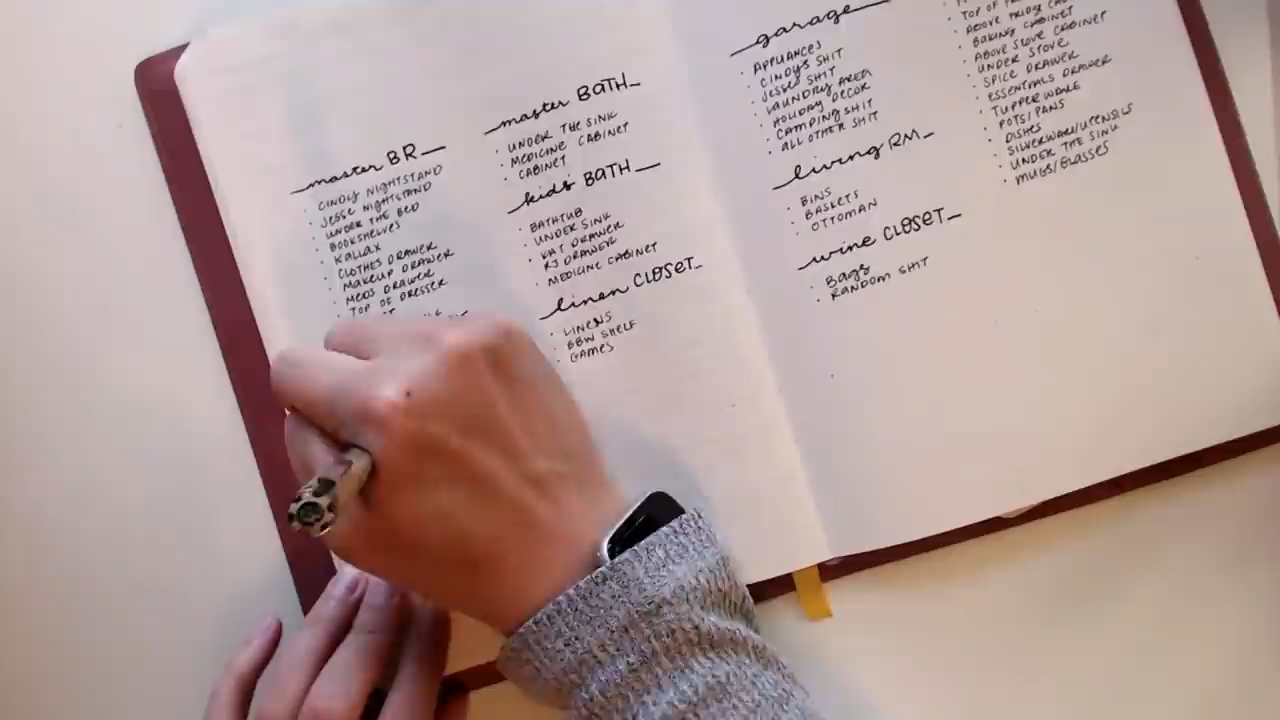 master BR
· CINDY NIGHTSTAND
· JESSE NIGHTSTAND
· UNDER THE BED
· BOOKSHELVES
· KALLAX
· CLOTHES DRAWER
· MAKEUP DRAWER
· MEDS DRAWER
· TOP OF DRESSER
master BATH
· UNDER THE SINK
· MEDICINE CABINET
· CABINET
kids' BATH
· BATHTUB
· UNDER SINK
· KAT DRAWER
· RJ DRAWER
· MEDICINE CABINET
linen CLOSET
· LINENS
· BBW SHELF
· GAMES
garage
· APPLIANCES
· CINDY'S SHIT
· JESSE'S SHIT
· LAUNDRY AREA
· HOLIDAY DECOR
· CAMPING SHIT
· ALL OTHER SHIT
living RM
· BINS
· BASKETS
· OTTOMAN
wine CLOSET
· BAGS
· RANDOM SHIT
· TOP OF
· ABOVE FRIDGE
· BAKING CABINET
· ABOVE STOVE CABINET
· UNDER STOVE
· SPICE DRAWER
· ESSENTIALS DRAWER
· TUPPERWARE
· POTS/PANS
· DISHES
· SILVERWARE/UTENSILS
· UNDER THE SINK
· MUGS/GLASSES